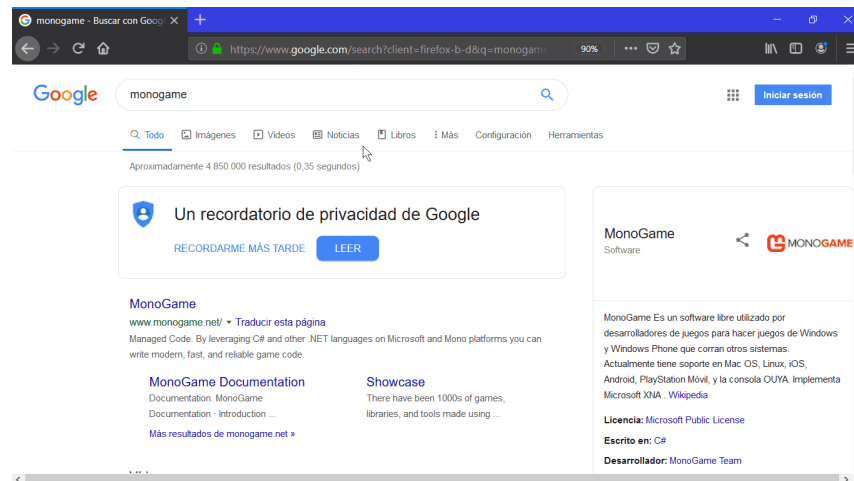 monogame - Buscar con Googl
https://www.google.com/search?client=firefox-b-d&q=monogam
90%
Google
monogame
Iniciar sesión
Todo
Imágenes
Vídeos
Noticias
Libros
Más
Configuración
Herramientas
Aproximadamente 4.850.000 resultados (0,35 segundos)
Un recordatorio de privacidad de Google
RECORDARME MÁS TARDE
LEER
MonoGame
www.monogame.net/ Traducir esta página
Managed Code. By leveraging C# and other .NET languages on Microsoft and Mono platforms you can
write modern, fast, and reliable game code.
MonoGame Documentation
Documentation. MonoGame
Documentation · Introduction ...
Showcase
There have been 1000s of games,
libraries, and tools made using ...
Más resultados de monogame.net »
MonoGame
Software
MONOGAME
MonoGame Es un software libre utilizado por
desarrolladores de juegos para hacer juegos de Windows
y Windows Phone que corran otros sistemas.
Actualmente tiene soporte en Mac OS, Linux, iOS,
Android, PlayStation Móvil, y la consola OUYA. Implementa
Microsoft XNA . Wikipedia
Licencia: Microsoft Public License
Escrito en: C#
Desarrollador: MonoGame Team